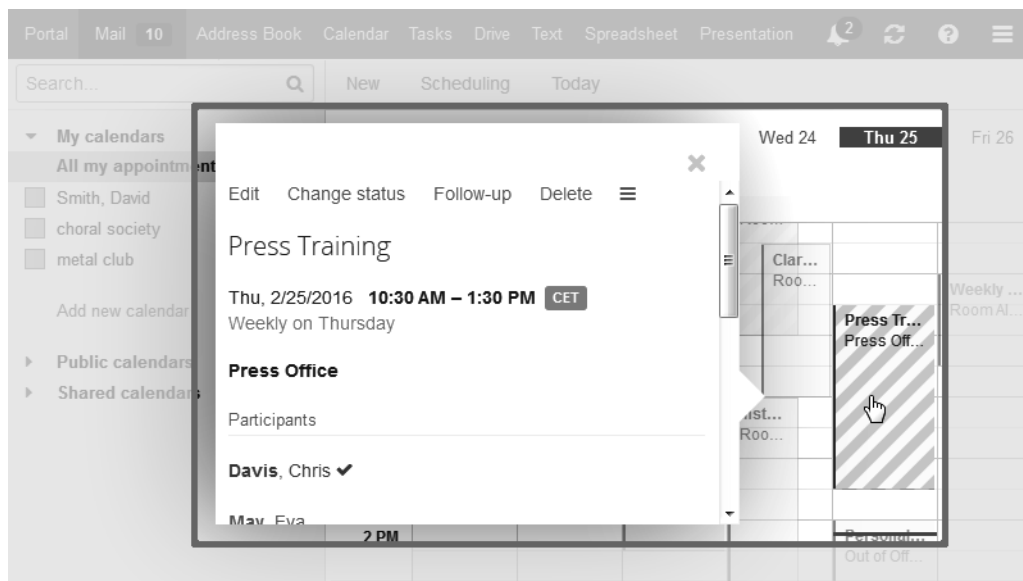 Portal Mail 10 Address Book Calendar Tasks Drive Text Spreadsheet Presentation 2 ?
Search... New Scheduling Today
My calendars
All my appointment
Smith, David
choral society
metal club
Add new calendar
Public calendars
Shared calendars
Wed 24 Thu 25 Fri 26
Edit Change status Follow-up Delete
Press Training
Thu, 2/25/2016 10:30 AM – 1:30 PM CET
Weekly on Thursday
Press Office
Participants
Davis, Chris
May, Eva
2 PM
Clar...
Roo...
Roo...
Press Tr...
Press Off...
Weekly ...
Room Al...
Personal...
Out of Off...